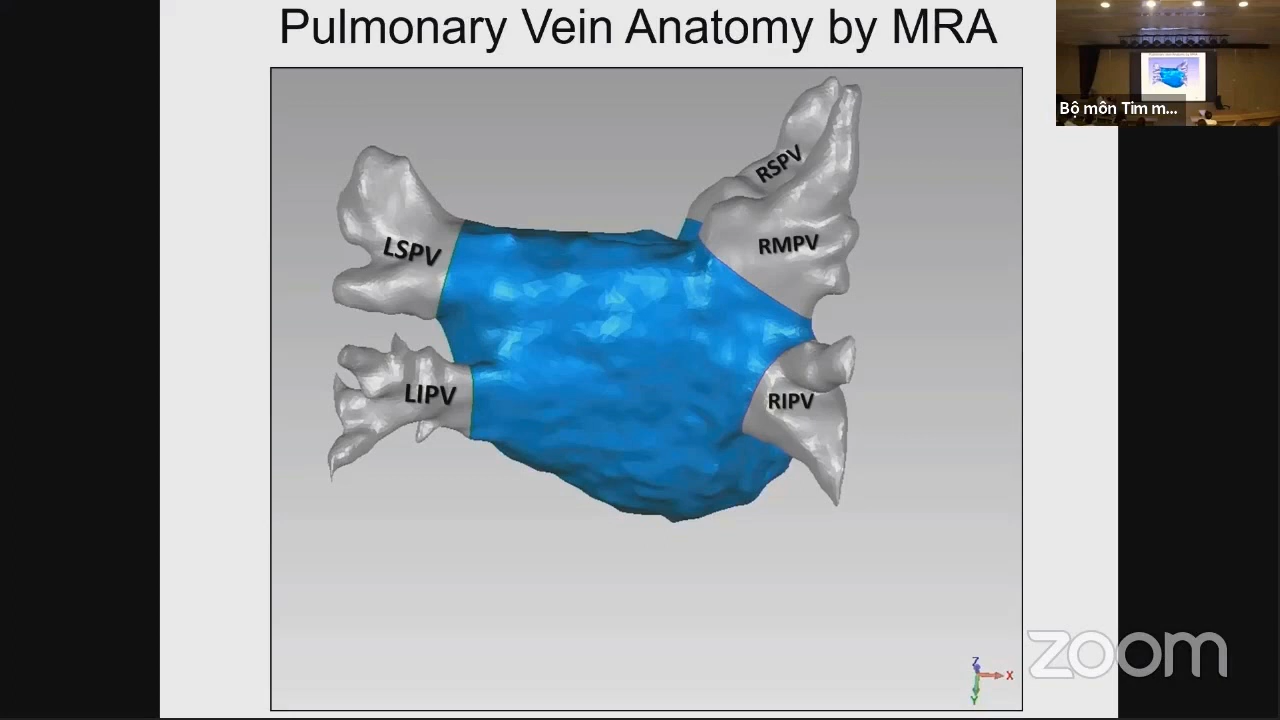 Pulmonary Vein Anatomy by MRA
Bộ môn Tim m...
RSPV
LSPV
RMPV
LIPV
RIPV
Z
X
Y
zoom